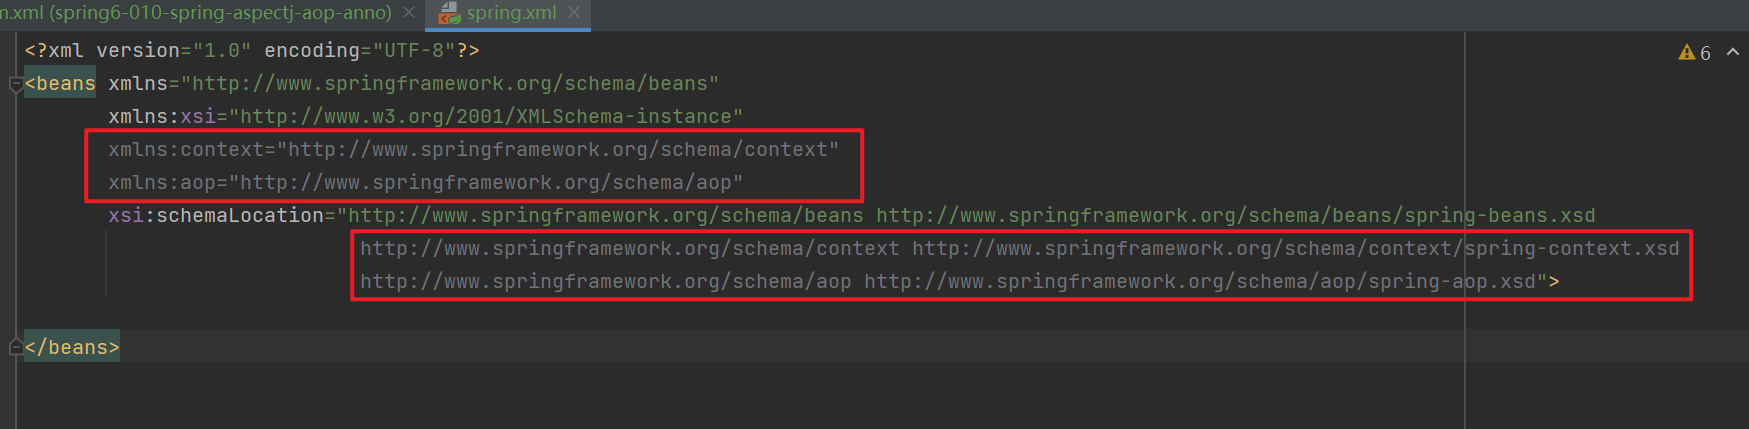 m.xml (spring6-010-spring-aspectj-aop-anno) × spring.xml ×
<?xml version="1.0" encoding="UTF-8"?>
6
<beans xmlns="http://www.springframework.org/schema/beans"
xmlns:xsi="http://www.w3.org/2001/XMLSchema-instance"
xmlns:context="http://www.springframework.org/schema/context"
xmlns:aop="http://www.springframework.org/schema/aop"
xsi:schemaLocation="http://www.springframework.org/schema/beans http://www.springframework.org/schema/beans/spring-beans.xsd
http://www.springframework.org/schema/context http://www.springframework.org/schema/context/spring-context.xsd
http://www.springframework.org/schema/aop http://www.springframework.org/schema/aop/spring-aop.xsd">
</beans>